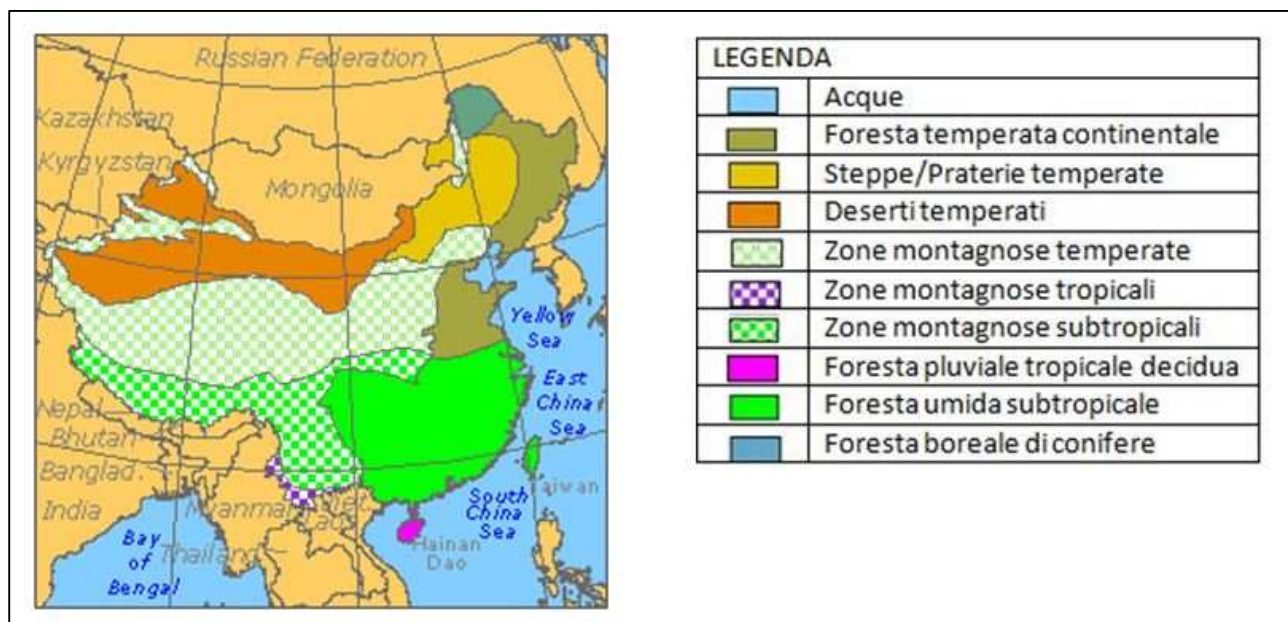 Russian Federation
Kazakhstan
Kyrgyzstan
Mongolia
Yellow
Sea
East
China
Sea
Nepal
Bhutan
Banglad.
India
Myanmar
Viet
Laos
Taiwan
South
China
Sea
Bay
of
Bengal
Thailand
Hainan
Dao
LEGENDA
Acque
Foresta temperata continentale
Steppe/Praterie temperate
Deserti temperati
Zone montagnose temperate
Zone montagnose tropicali
Zone montagnose subtropicali
Foresta pluviale tropicale decidua
Foresta umida subtropicale
Foresta boreale di conifere